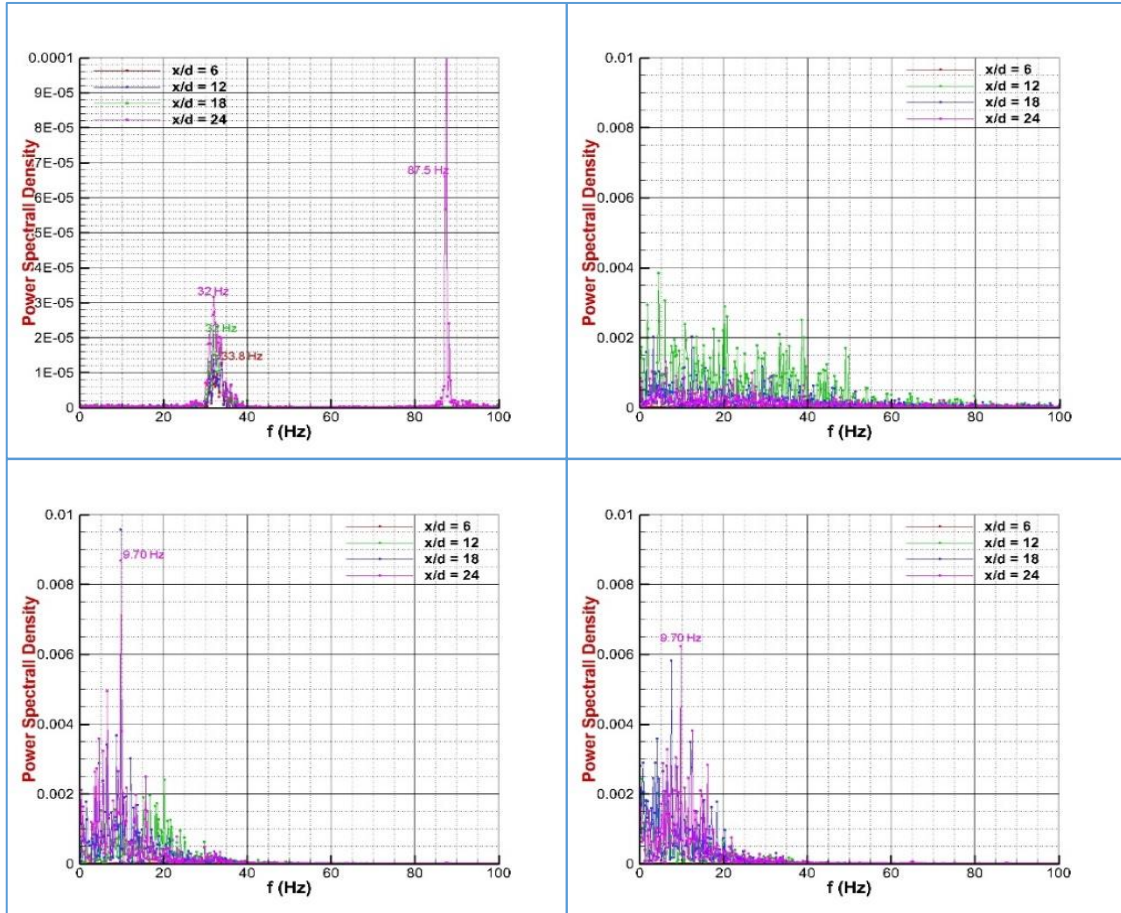 0.0001
x/d = 6
x/d = 12
9E-05
x/d = 18
x/d = 24
8E-05
7E-05
87.5 Hz
6E-05
5E-05
4E-05
32 Hz
3E-05
32 Hz
2E-05
33.8 Hz
1E-05
0
0 20 40 60 80 100
f (Hz)
Power Spectrall Density
0.01
x/d = 6
x/d = 12
x/d = 18
x/d = 24
0.008
0.006
0.004
0.002
0
0 20 40 60 80 100
f (Hz)
Power Spectrall Density
0.01
x/d = 6
x/d = 12
x/d = 18
x/d = 24
9.70 Hz
0.008
0.006
0.004
0.002
0
0 20 40 60 80 100
f (Hz)
Power Spectrall Density
0.01
x/d = 6
x/d = 12
x/d = 18
x/d = 24
0.008
9.70 Hz
0.006
0.004
0.002
0
0 20 40 60 80 100
f (Hz)
Power Spectrall Density